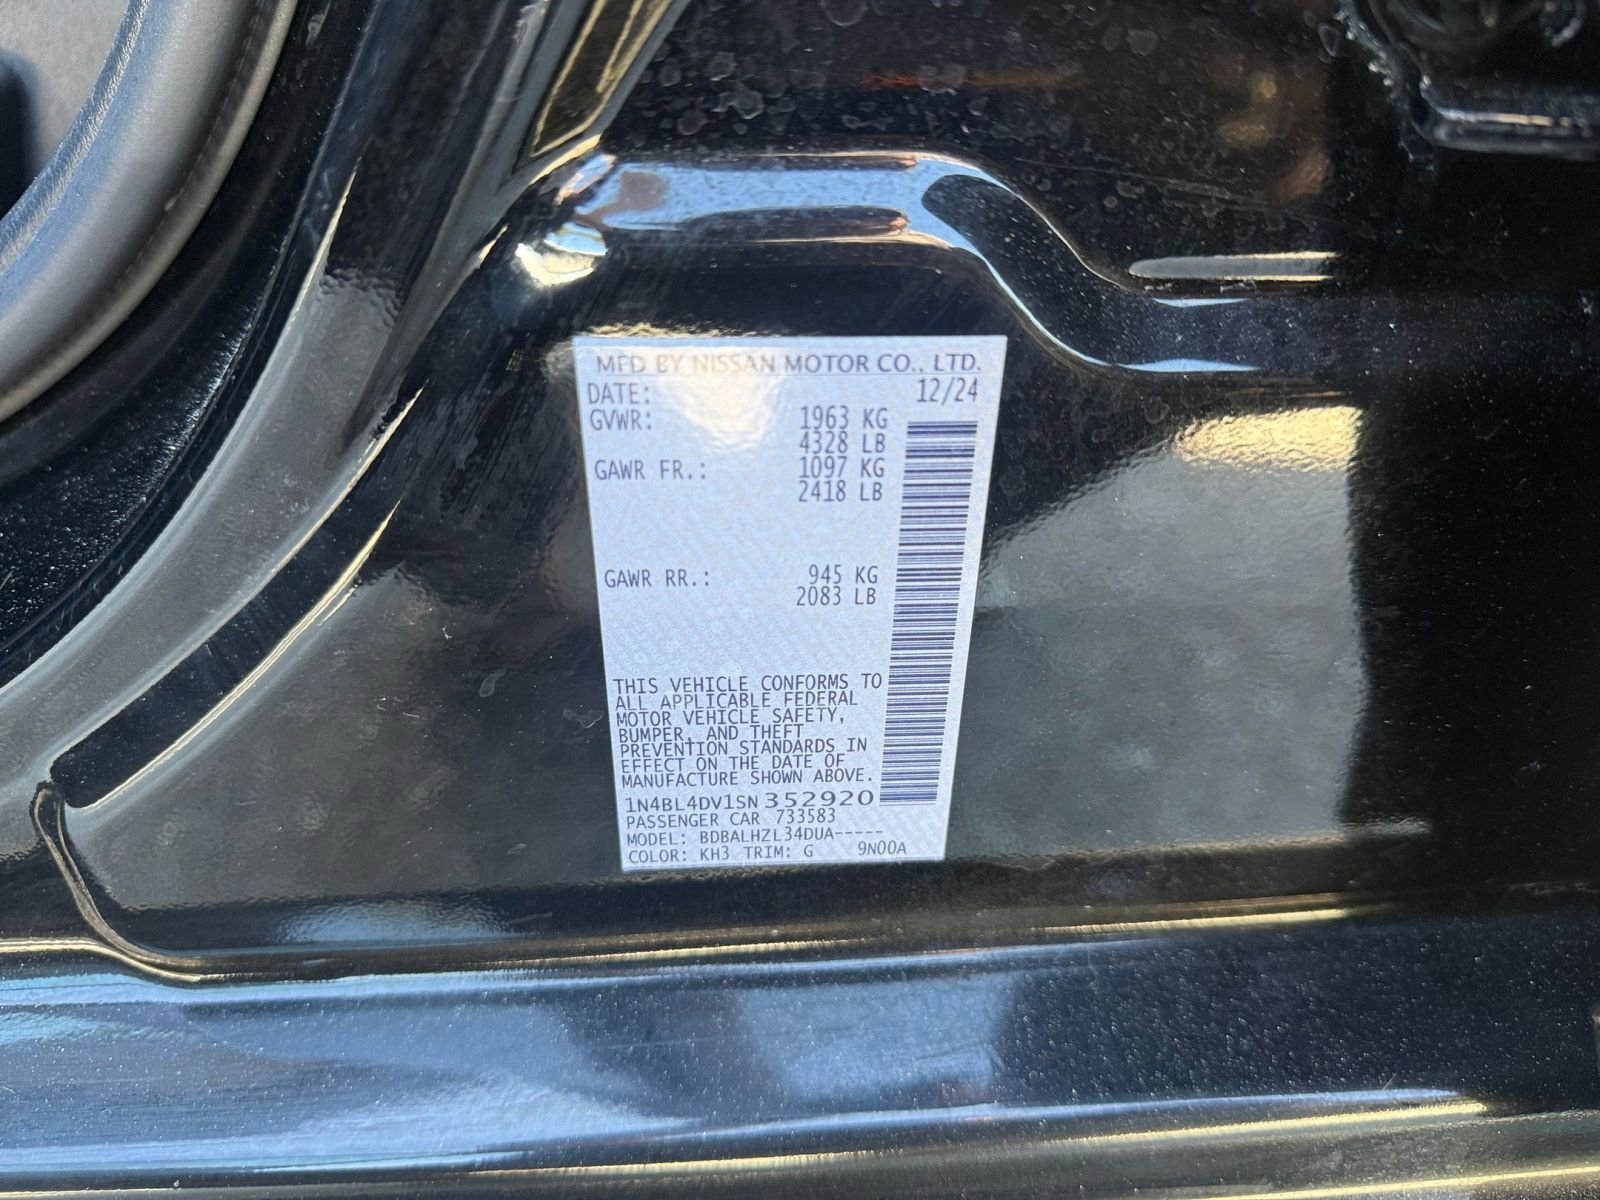 MFD BY NISSAN MOTOR CO., LTD.
DATE: 12/24
GVWR: 1963 KG
4328 LB
GAWR FR.: 1097 KG
2418 LB
GAWR RR.: 945 KG
2083 LB
THIS VEHICLE CONFORMS TO
ALL APPLICABLE FEDERAL
MOTOR VEHICLE SAFETY,
BUMPER, AND THEFT
PREVENTION STANDARDS IN
EFFECT ON THE DATE OF
MANUFACTURE SHOWN ABOVE.
1N4BL4DV1SN352920
PASSENGER CAR 733583
MODEL: BDBALHZL34DUA-----
COLOR: KH3 TRIM: G 9N00A